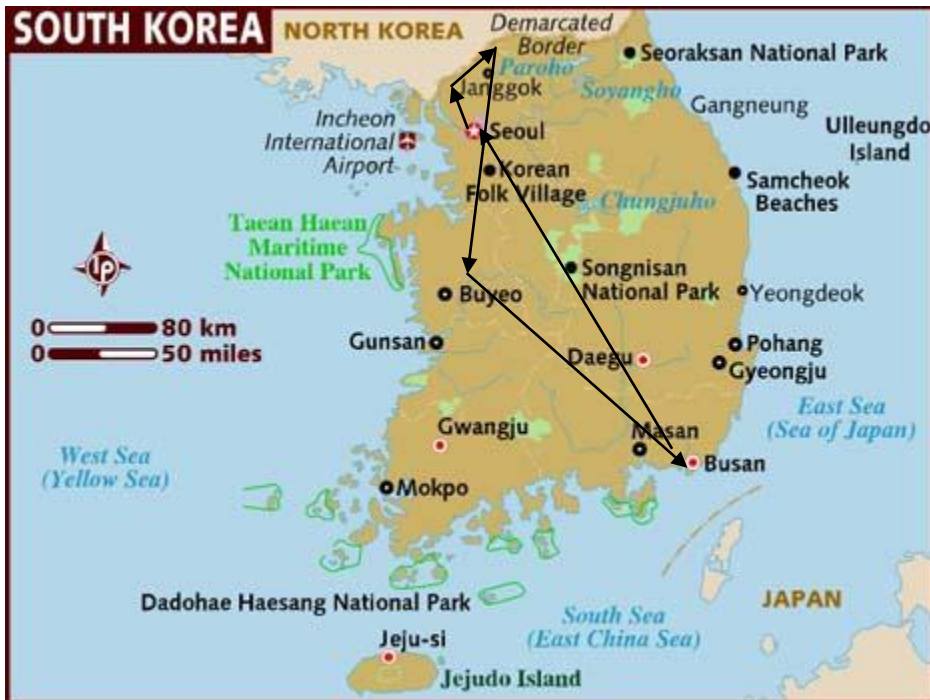 SOUTH KOREA
NORTH KOREA
Demarcated
Border
Paroho
Janggok
Seoraksan National Park
Soyangho
Gangneung
Incheon
International
Airport
Seoul
Ulleungdo
Island
Korean
Folk Village
Samcheok
Beaches
Chungjuho
Taean Haean
Maritime
National Park
lp
Songnisan
National Park
Buyeo
Yeongdeok
0 80 km
0 50 miles
Gunsan
Daegu
Pohang
Gyeongju
East Sea
(Sea of Japan)
Gwangju
Masan
West Sea
(Yellow Sea)
Busan
Mokpo
Dadohae Haesang National Park
South Sea
(East China Sea)
JAPAN
Jeju-si
Jejudo Island